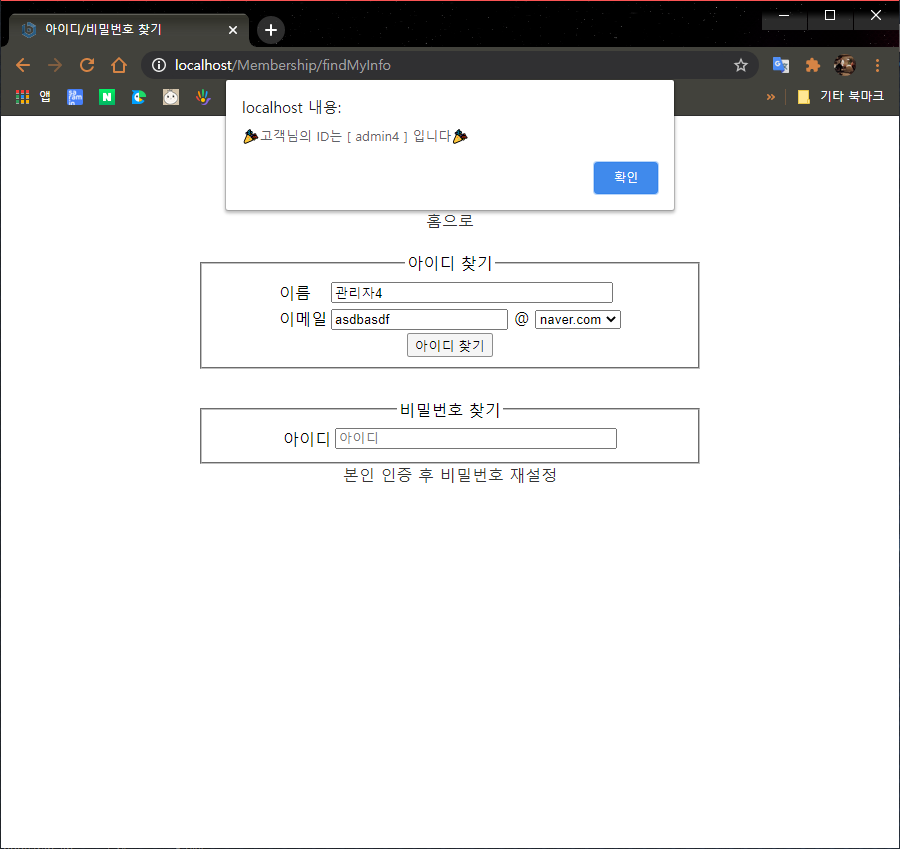 아이디/비밀번호 찾기
localhost/Membership/findMyInfo
앱
기타 북마크
localhost 내용:
고객님의 ID는 [ admin4 ] 입니다
확인
홈으로
아이디 찾기
이름 관리자4
이메일 asdbasdf @ naver.com
아이디 찾기
비밀번호 찾기
아이디 아이디
본인 인증 후 비밀번호 재설정